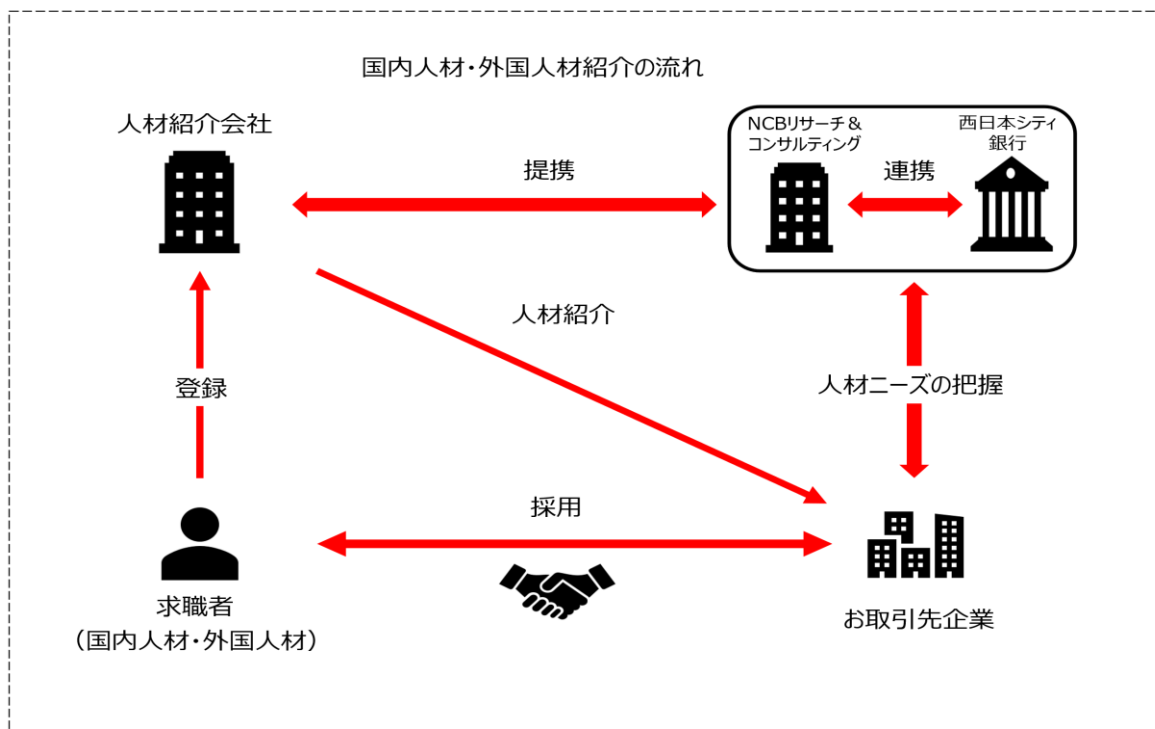 国内人材・外国人材紹介の流れ
人材紹介会社
NCBリサーチ＆
コンサルティング
西日本シティ
銀行
提携
連携
人材紹介
登録
人材ニーズの把握
採用
求職者
（国内人材・外国人材）
お取引先企業